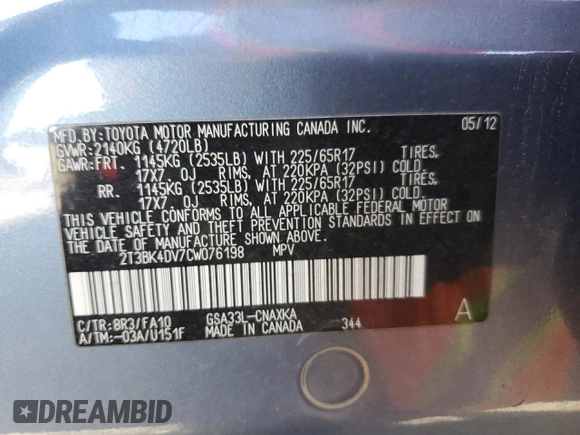 MFD.BY:TOYOTA MOTOR MANUFACTURING CANADA INC. 05/12
GVWR:2140KG (4720LB)
GAWR:FRT. 1145KG (2535LB) WITH 225/65R17 TIRES,
17X7 OJ RIMS, AT 220KPA (32PSI) COLD.
RR. 1145KG (2535LB) WITH 225/65R17 TIRES,
17X7 OJ RIMS, AT 220KPA (32PSI) COLD.
THIS VEHICLE CONFORMS TO ALL APPLICABLE FEDERAL MOTOR
VEHICLE SAFETY AND THEFT PREVENTION STANDARDS IN EFFECT ON
THE DATE OF MANUFACTURE SHOWN ABOVE.
2T3BK4DV7CW076198 MPV
C/TR:8R3/FA10 GSA33L-CNAXKA A
A/TM:-03A/U151F MADE IN CANADA 344
DREAMBID